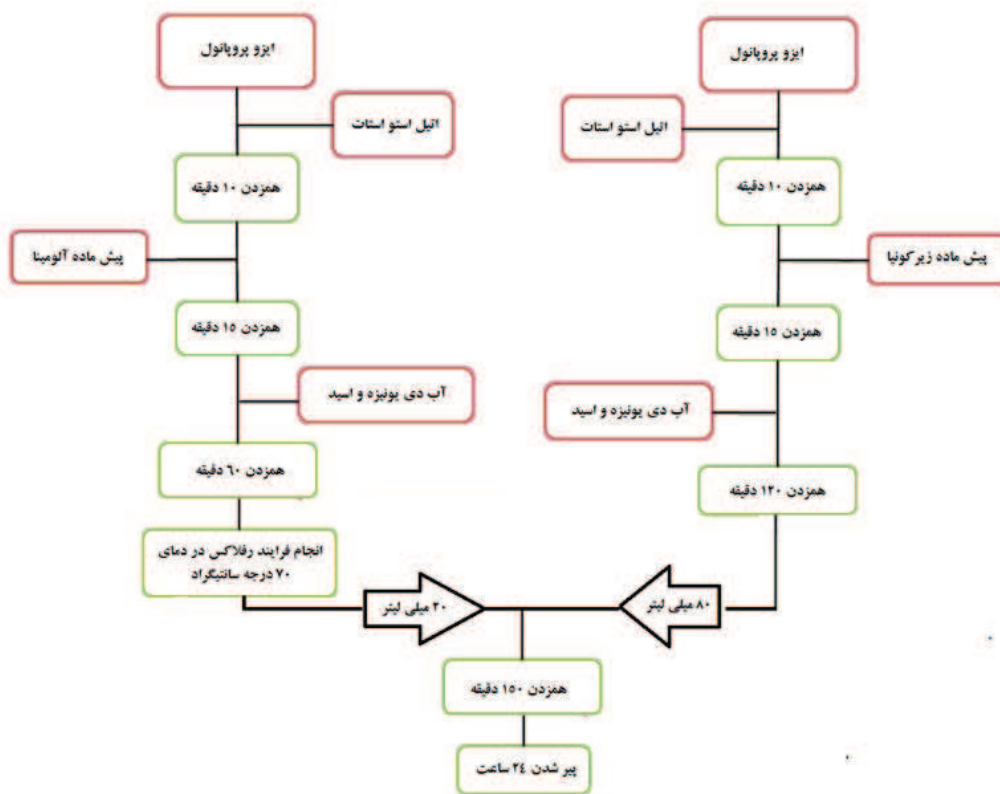 ایزو پروپانول
ایزو پروپانول
اتیل استو استات
اتیل استو استات
همزدن ۱۰ دقیقه
همزدن ۱۰ دقیقه
پیش ماده زیرکونیا
پیش ماده آلومینا
همزدن ۱۵ دقیقه
همزدن ۱۵ دقیقه
آب دی یونیزه و اسید
آب دی یونیزه و اسید
همزدن ۱۲۰ دقیقه
همزدن ۶۰ دقیقه
انجام فرایند رفلاکس در دمای
۷۰ درجه سانتیگراد
۸۰ میلی لیتر
۲۰ میلی لیتر
همزدن ۱۵۰ دقیقه
پیر شدن ۲۴ ساعت